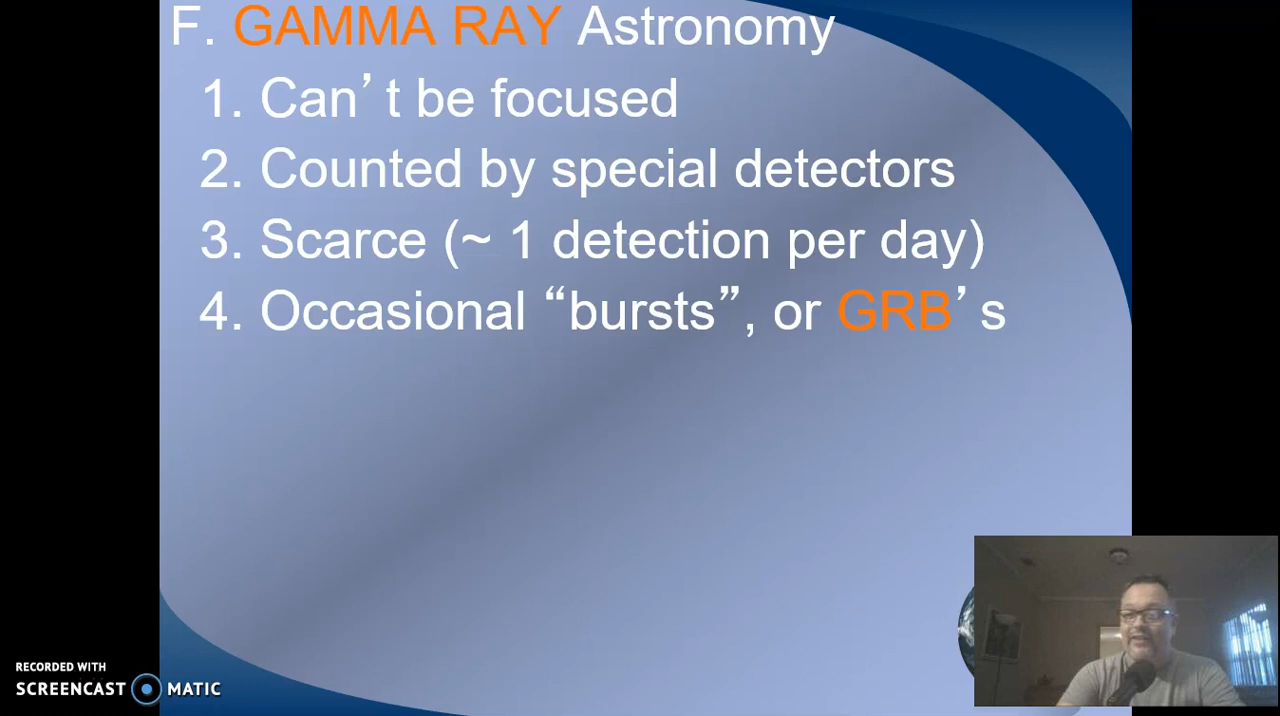 F. GAMMA RAY Astronomy
1. Can’t be focused
2. Counted by special detectors
3. Scarce (~ 1 detection per day)
4. Occasional “bursts”, or GRB’s
RECORDED WITH
SCREENCAST MATIC